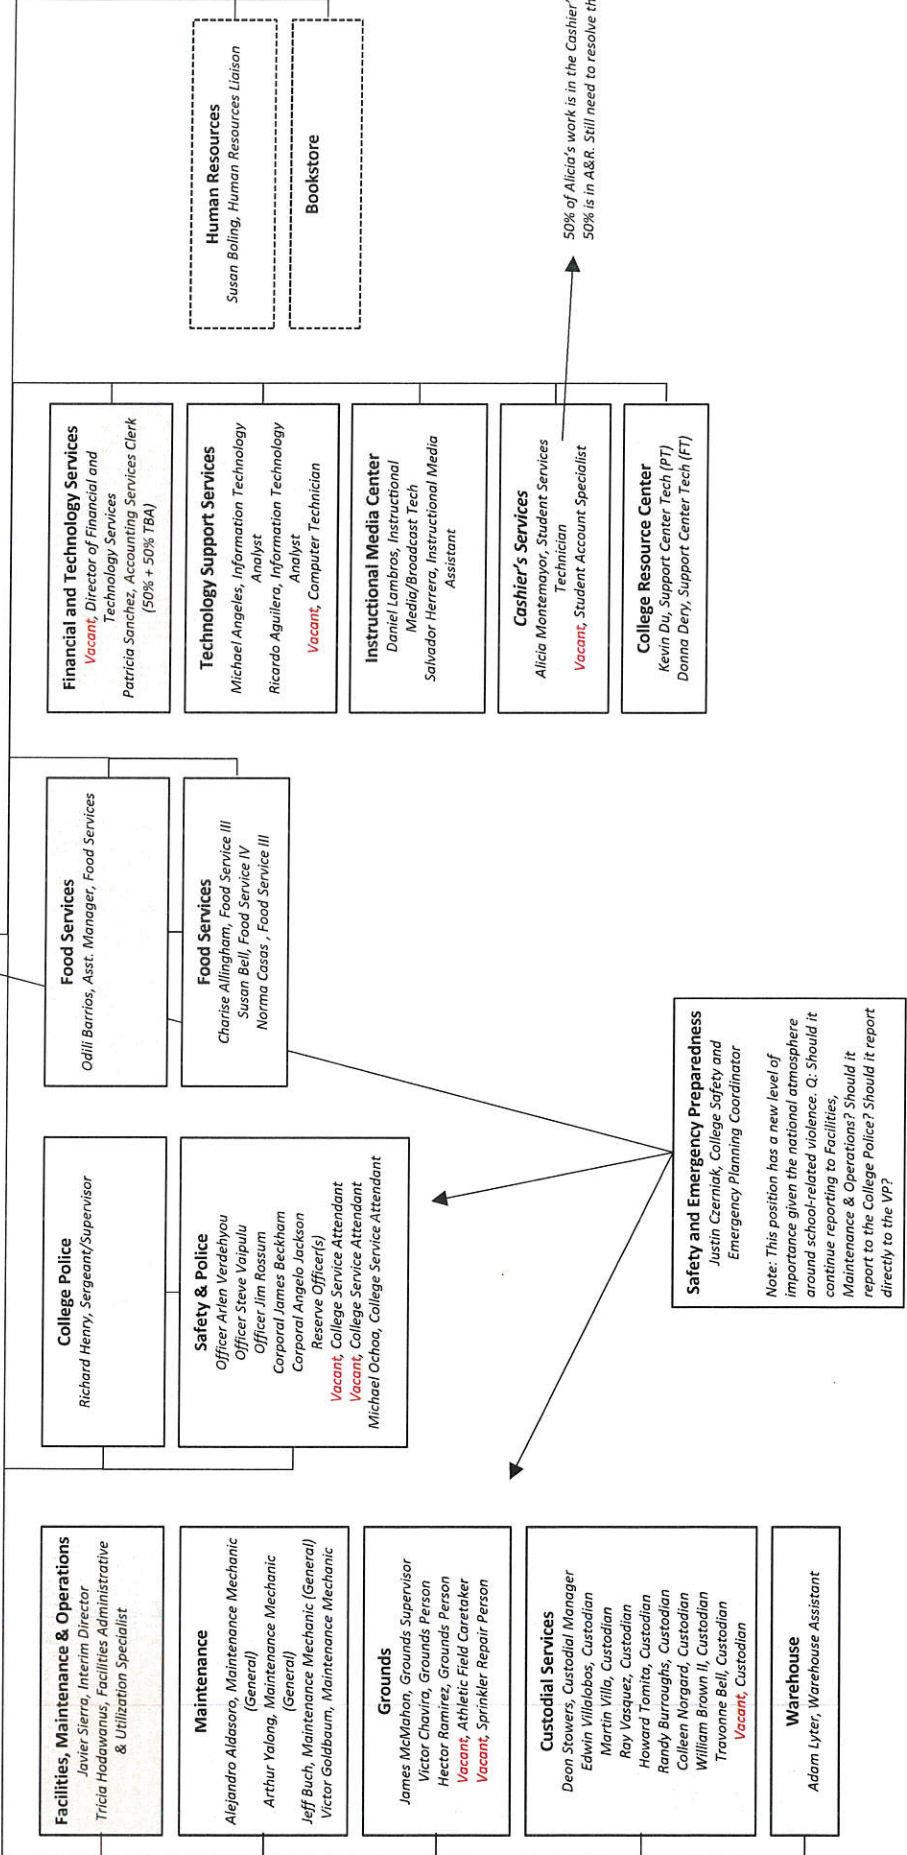 Facilities, Maintenance & Operations
Javier Sierra, Interim Director
Tricia Hodawanus, Facilities Administrative
& Utilization Specialist
Maintenance
Alejandro Aldasoro, Maintenance Mechanic
(General)
Arthur Yalong, Maintenance Mechanic
(General)
Jeff Buch, Maintenance Mechanic (General)
Victor Goldbaum, Maintenance Mechanic
Grounds
James McMahon, Grounds Supervisor
Victor Chavira, Grounds Person
Hector Ramirez, Grounds Person
Vacant, Athletic Field Caretaker
Vacant, Sprinkler Repair Person
Custodial Services
Deon Stowers, Custodial Manager
Edwin Villalobos, Custodian
Martin Villa, Custodian
Ray Vasquez, Custodian
Howard Tomita, Custodian
Randy Burroughs, Custodian
Colleen Norgard, Custodian
William Brown II, Custodian
Travonne Bell, Custodian
Vacant, Custodian
Warehouse
Adam Lyter, Warehouse Assistant
College Police
Richard Henry, Sergeant/Supervisor
Safety & Police
Officer Arlen Verdehyou
Officer Steve Vaipulu
Officer Jim Rossum
Corporal James Beckham
Corporal Angelo Jackson
Reserve Officer(s)
Vacant, College Service Attendant
Vacant, College Service Attendant
Michael Ochoa, College Service Attendant
Safety and Emergency Preparedness
Justin Czerniak, College Safety and
Emergency Planning Coordinator
Note: This position has a new level of
importance given the national atmosphere
around school-related violence. Q: Should it
continue reporting to Facilities,
Maintenance & Operations? Should it
report to the College Police? Should it report
directly to the VP?
Food Services
Odili Barrios, Asst. Manager, Food Services
Food Services
Charise Allingham, Food Service III
Susan Bell, Food Service IV
Norma Casas , Food Service III
Financial and Technology Services
Vacant, Director of Financial and
Technology Services
Patricia Sanchez, Accounting Services Clerk
(50% + 50% TBA)
Technology Support Services
Michael Angeles, Information Technology
Analyst
Ricardo Aguilera, Information Technology
Analyst
Vacant, Computer Technician
Instructional Media Center
Daniel Lambros, Instructional
Media/Broadcast Tech
Salvador Herrera, Instructional Media
Assistant
Cashier's Services
Alicia Montemayor, Student Services
Technician
Vacant, Student Account Specialist
College Resource Center
Kevin Du, Support Center Tech (PT)
Donna Dery, Support Center Tech (FT)
Human Resources
Susan Boling, Human Resources Liaison
Bookstore
50% of Alicia's work is in the Cashier'
50% is in A&R. Still need to resolve th